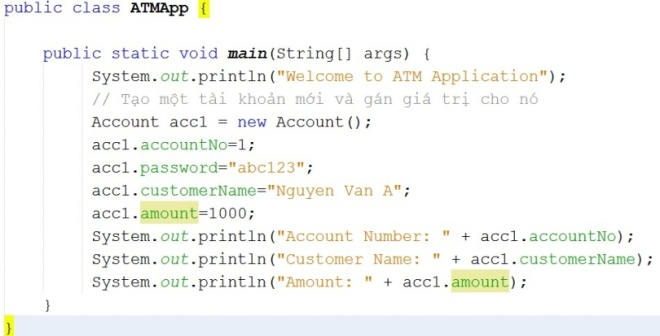 public class ATMApp {
public static void main(String[] args) {
System.out.println("Welcome to ATM Application");
// Tạo một tài khoản mới và gán giá trị cho nó
Account acc1 = new Account();
acc1.accountNo=1;
acc1.password="abc123";
acc1.customerName="Nguyen Van A";
acc1.amount=1000;
System.out.println("Account Number: " + acc1.accountNo);
System.out.println("Customer Name: " + acc1.customerName);
System.out.println("Amount: " + acc1.amount);
}
}